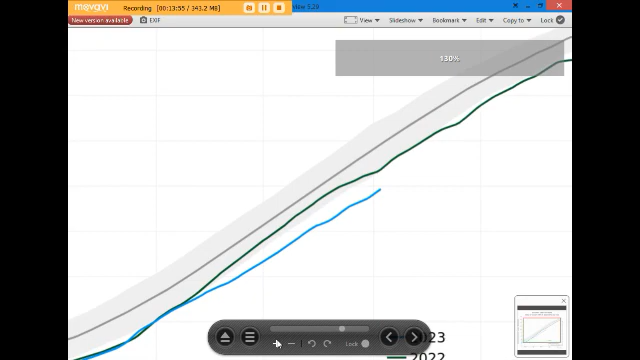 movavi Recording [00:13:55 / 343.2 MB]
New version available EXIF View Slideshow Bookmark Edit Copy to Lock
130%
Lock
2022